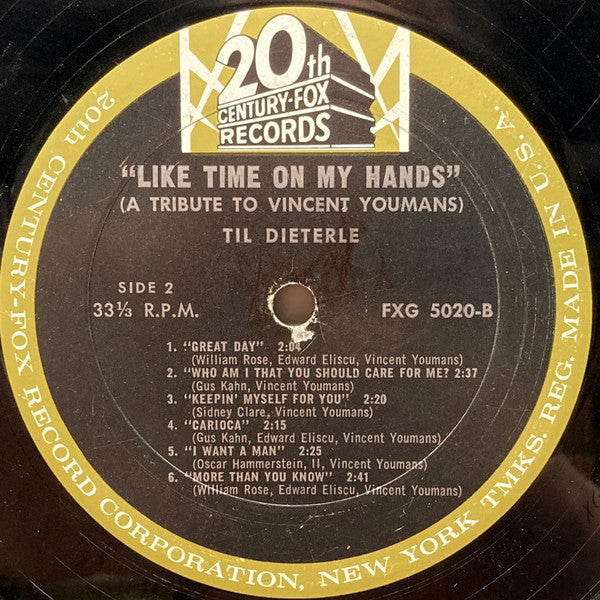 20th
CENTURY-FOX
RECORDS
"LIKE TIME ON MY HANDS"
(A TRIBUTE TO VINCENT YOUMANS)
TIL DIETERLE
SIDE 2
33⅓ R.P.M.
FXG 5020-B
1. "GREAT DAY" 2:04
(William Rose, Edward Eliscu, Vincent Youmans)
2. "WHO AM I THAT YOU SHOULD CARE FOR ME? 2:37
(Gus Kahn, Vincent Youmans)
3. "KEEPIN' MYSELF FOR YOU" 2:20
(Sidney Clare, Vincent Youmans)
4. "CARIOCA" 2:15
(Gus Kahn, Edward Eliscu, Vincent Youmans)
5. "I WANT A MAN" 2:25
(Oscar Hammerstein, II, Vincent Youmans)
6. "MORE THAN YOU KNOW" 2:41
(William Rose, Edward Eliscu, Vincent Youmans)
20th CENTURY-FOX RECORD CORPORATION, NEW YORK TMKS. REG. MADE IN U.S.A.